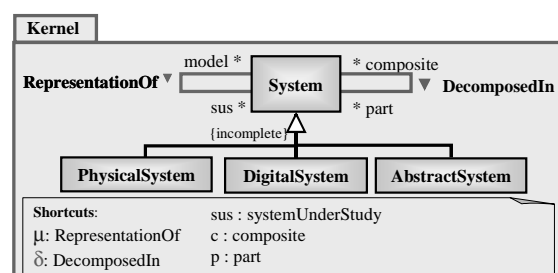 Kernel
model * * composite
RepresentationOf System DecomposedIn
sus * * part
{incomplete}
PhysicalSystem DigitalSystem AbstractSystem
Shortcuts: sus : systemUnderStudy
μ: RepresentationOf c : composite
δ: DecomposedIn p : part